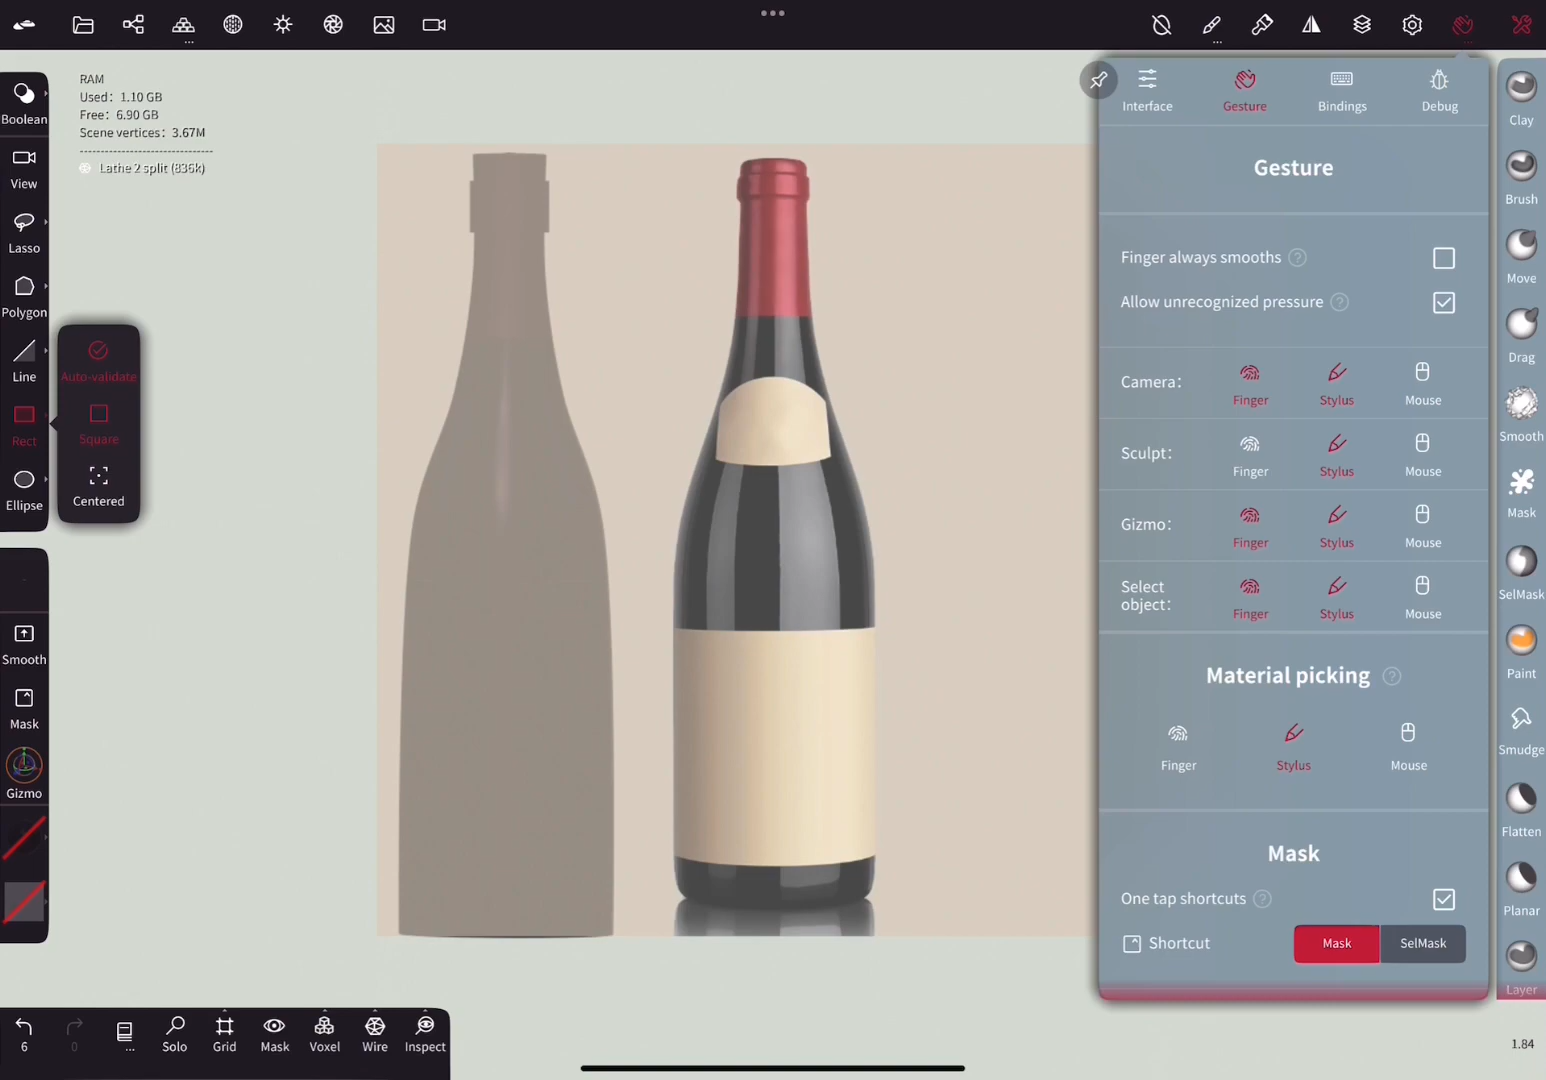 RAM
Used: 1.10 GB
Free: 6.90 GB
Scene vertices: 3.67M
Lathe 2 split (836k)
Boolean
View
Lasso
Polygon
Line
Rect
Ellipse
Auto-validate
Square
Centered
Smooth
Mask
Gizmo
6
0
...
Solo
Grid
Mask
Voxel
Wire
Inspect
Interface
Gesture
Bindings
Debug
Gesture
Finger always smooths ?
Allow unrecognized pressure ?
Camera: Finger Stylus Mouse
Sculpt: Finger Stylus Mouse
Gizmo: Finger Stylus Mouse
Select
object: Finger Stylus Mouse
Material picking ?
Finger Stylus Mouse
Mask
One tap shortcuts ?
Shortcut Mask SelMask
Clay
Brush
Move
Drag
Smooth
Mask
SelMask
Paint
Smudge
Flatten
Planar
Layer
1.84